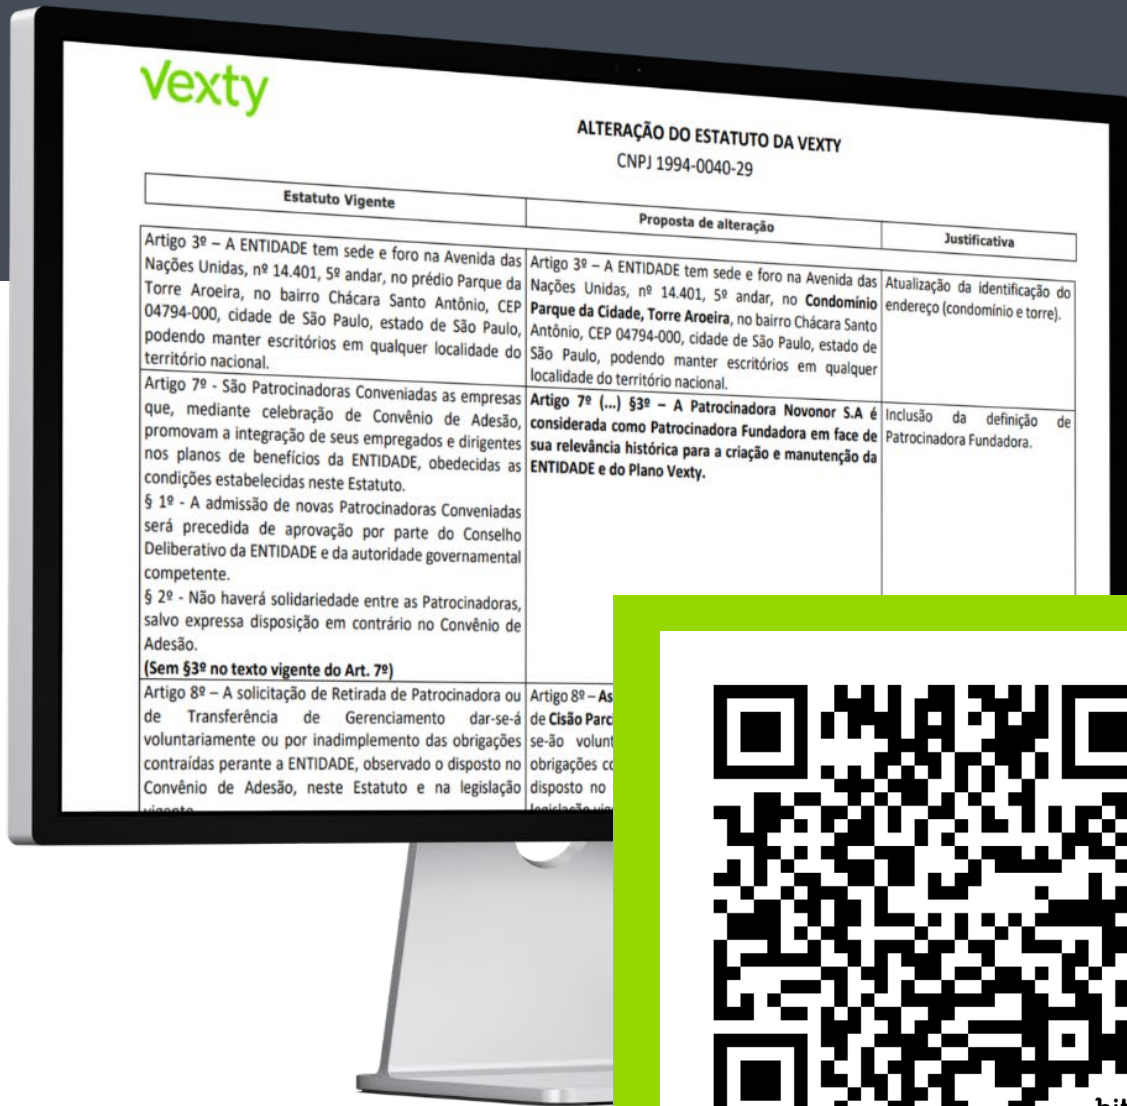 Vexty
ALTERAÇÃO DO ESTATUTO DA VEXTY
CNPJ 1994-0040-29
Estatuto Vigente
Proposta de alteração
Justificativa
Artigo 3º – A ENTIDADE tem sede e foro na Avenida das
Nações Unidas, nº 14.401, 5º andar, no prédio Parque da
Torre Aroeira, no bairro Chácara Santo Antônio, CEP
04794-000, cidade de São Paulo, estado de São Paulo,
podendo manter escritórios em qualquer localidade do
território nacional.
Artigo 3º – A ENTIDADE tem sede e foro na Avenida das
Nações Unidas, nº 14.401, 5º andar, no Condomínio
Parque da Cidade, Torre Aroeira, no bairro Chácara Santo
Antônio, CEP 04794-000, cidade de São Paulo, estado de
São Paulo, podendo manter escritórios em qualquer
localidade do território nacional.
Atualização da identificação do
endereço (condomínio e torre).
Artigo 7º - São Patrocinadoras Conveniadas as empresas
que, mediante celebração de Convênio de Adesão,
promovam a integração de seus empregados e dirigentes
nos planos de benefícios da ENTIDADE, obedecidas as
condições estabelecidas neste Estatuto.
§ 1º - A admissão de novas Patrocinadoras Conveniadas
será precedida de aprovação por parte do Conselho
Deliberativo da ENTIDADE e da autoridade governamental
competente.
§ 2º - Não haverá solidariedade entre as Patrocinadoras,
salvo expressa disposição em contrário no Convênio de
Adesão.
(Sem §3º no texto vigente do Art. 7º)
Artigo 7º (...) §3º – A Patrocinadora Novonor S.A é
considerada como Patrocinadora Fundadora em face de
sua relevância histórica para a criação e manutenção da
ENTIDADE e do Plano Vexty.
Inclusão da definição de
Patrocinadora Fundadora.
Artigo 8º – A solicitação de Retirada de Patrocinadora ou
de Transferência de Gerenciamento dar-se-á
voluntariamente ou por inadimplemento das obrigações
contraídas perante a ENTIDADE, observado o disposto no
Convênio de Adesão, neste Estatuto e na legislação
Artigo 8º – As
de Cisão Parc
se-ão volunt
obrigações co
disposto no